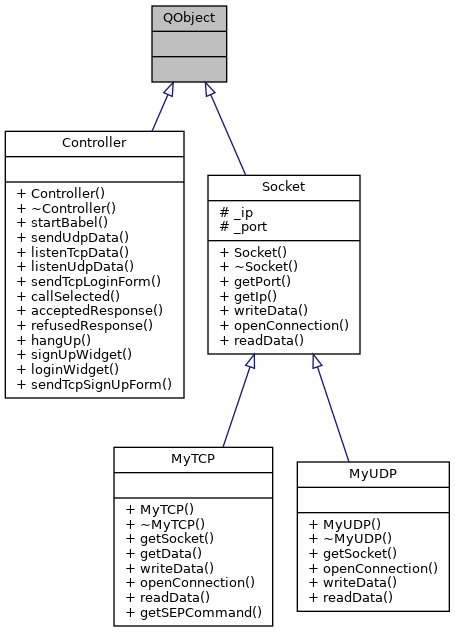 QObject
Controller
+ Controller()
+ ~Controller()
+ startBabel()
+ sendUdpData()
+ listenTcpData()
+ listenUdpData()
+ sendTcpLoginForm()
+ callSelected()
+ acceptedResponse()
+ refusedResponse()
+ hangUp()
+ signUpWidget()
+ loginWidget()
+ sendTcpSignUpForm()
Socket
# _ip
# _port
+ Socket()
+ ~Socket()
+ getPort()
+ getIp()
+ writeData()
+ openConnection()
+ readData()
MyTCP
+ MyTCP()
+ ~MyTCP()
+ getSocket()
+ getData()
+ writeData()
+ openConnection()
+ readData()
+ getSEPCommand()
MyUDP
+ MyUDP()
+ ~MyUDP()
+ getSocket()
+ openConnection()
+ writeData()
+ readData()